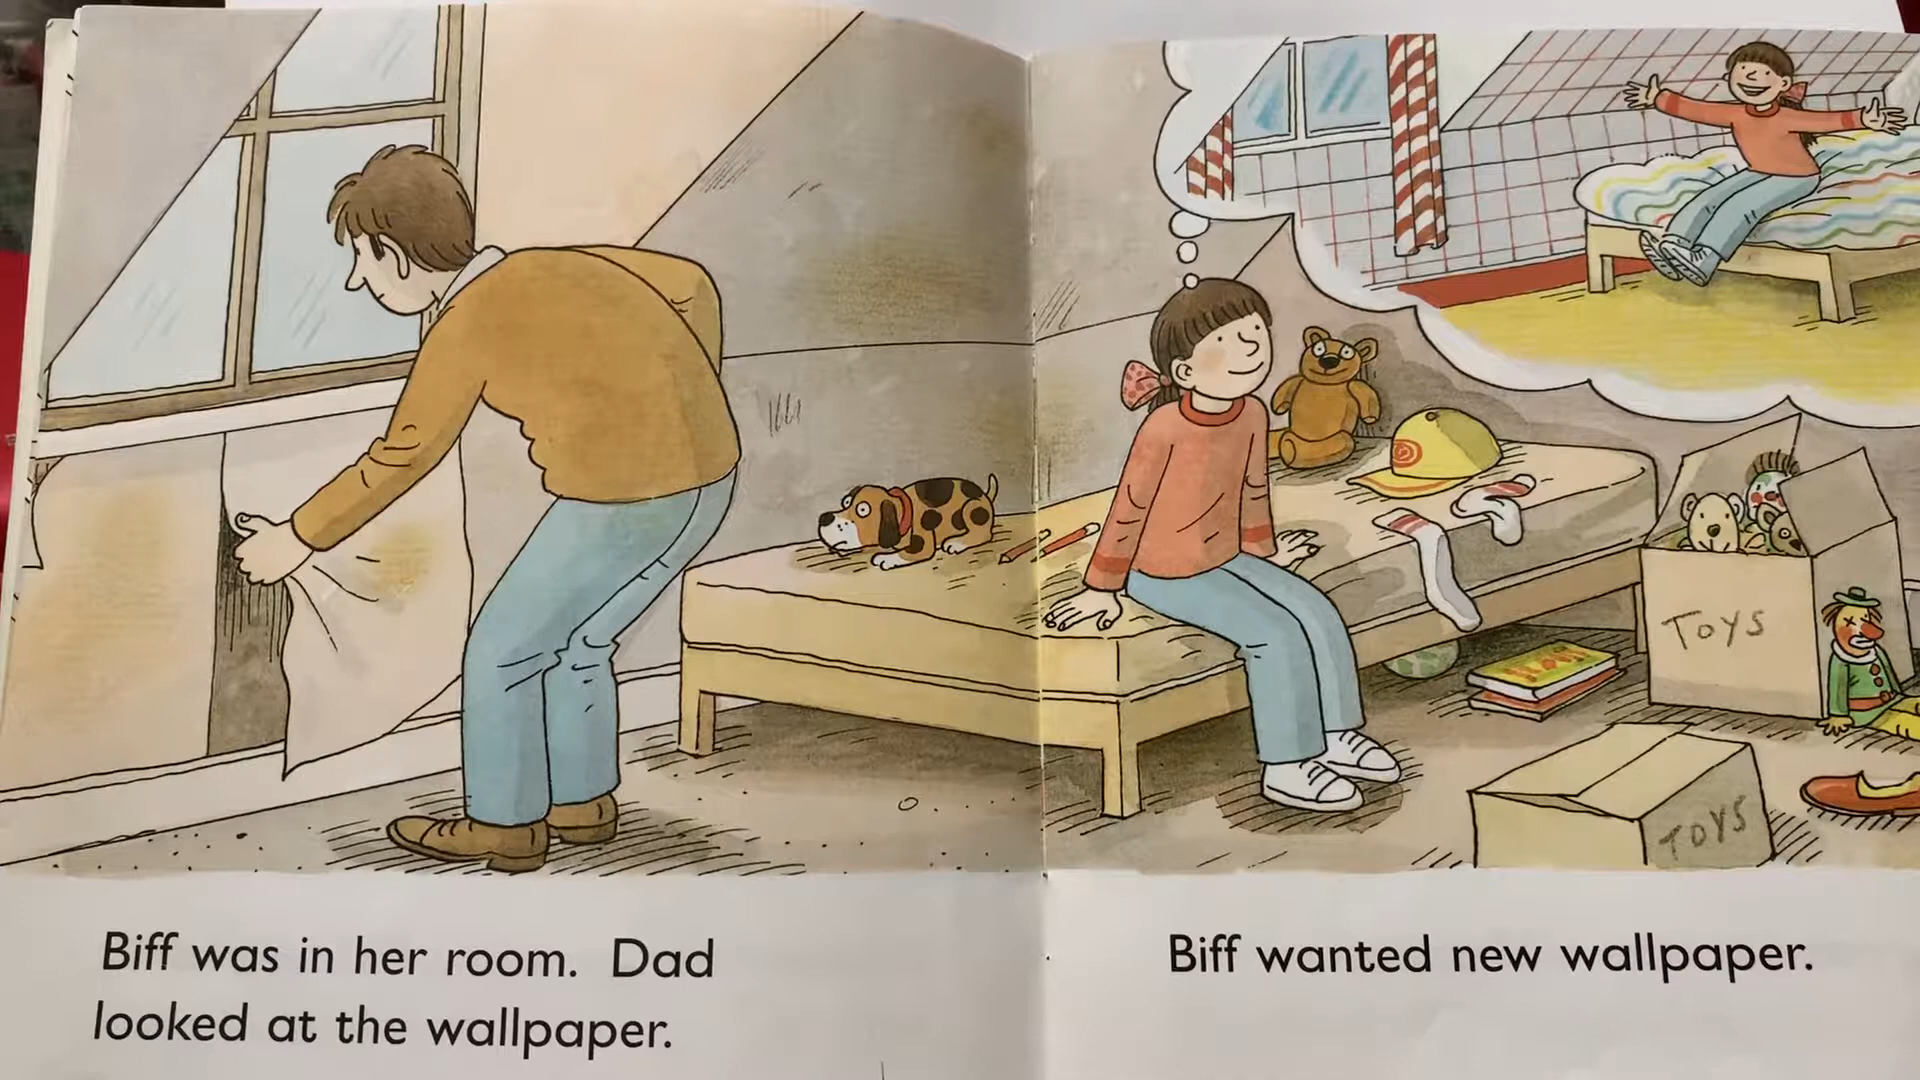 Biff was in her room. Dad
looked at the wallpaper.
Biff wanted new wallpaper.
TOYS
TOYS